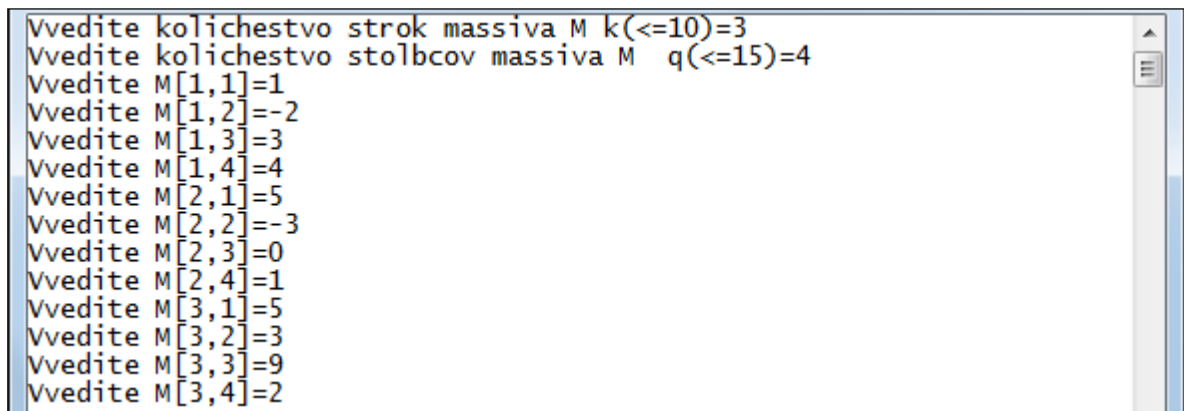 Vvedite kolichestvo strok massiva M k(<=10)=3
Vvedite kolichestvo stolbcov massiva M  q(<=15)=4
Vvedite M[1,1]=1
Vvedite M[1,2]=-2
Vvedite M[1,3]=3
Vvedite M[1,4]=4
Vvedite M[2,1]=5
Vvedite M[2,2]=-3
Vvedite M[2,3]=0
Vvedite M[2,4]=1
Vvedite M[3,1]=5
Vvedite M[3,2]=3
Vvedite M[3,3]=9
Vvedite M[3,4]=2